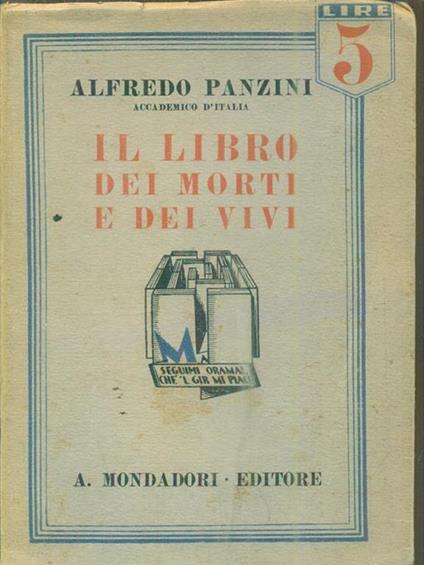 LIRE
5
ALFREDO PANZINI
ACCADEMICO D'ITALIA
IL LIBRO
DEI MORTI
E DEI VIVI
M
SEGUIMI ORAMAI,
CHE 'L GIR MI PIACE
A. MONDADORI · EDITORE